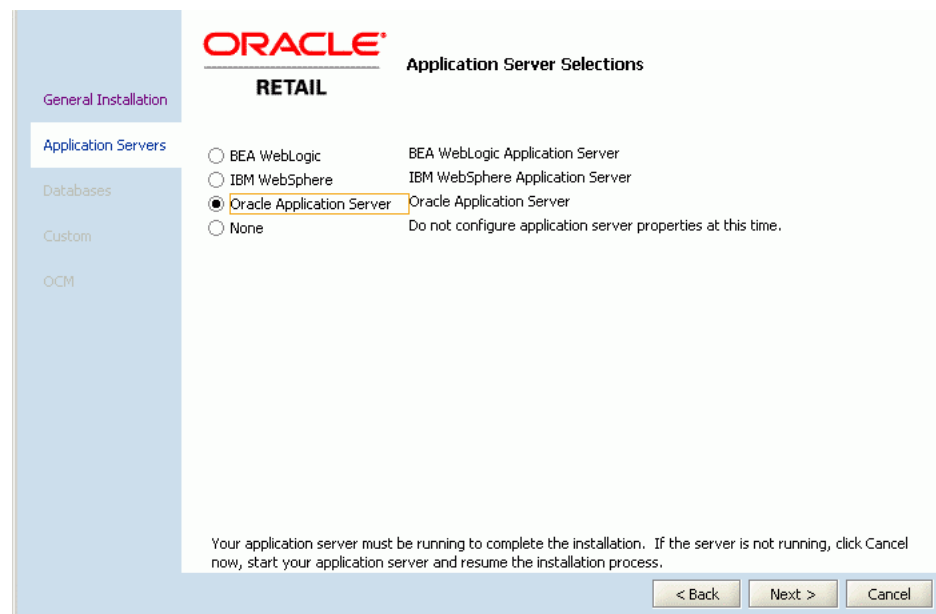 ORACLE®
RETAIL
Application Server Selections
General Installation
Application Servers
Databases
Custom
OCM
BEA WebLogic BEA WebLogic Application Server
IBM WebSphere IBM WebSphere Application Server
Oracle Application Server Oracle Application Server
None Do not configure application server properties at this time.
Your application server must be running to complete the installation. If the server is not running, click Cancel
now, start your application server and resume the installation process.
< Back Next > Cancel